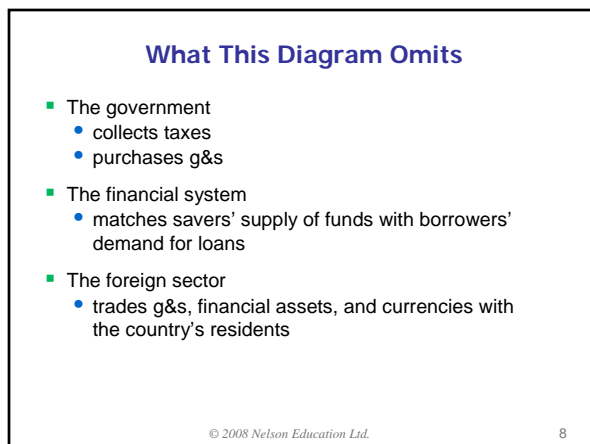 What This Diagram Omits
The government
collects taxes
purchases g&s
The financial system
matches savers' supply of funds with borrowers'
demand for loans
The foreign sector
trades g&s, financial assets, and currencies with
the country's residents
© 2008 Nelson Education Ltd.
8